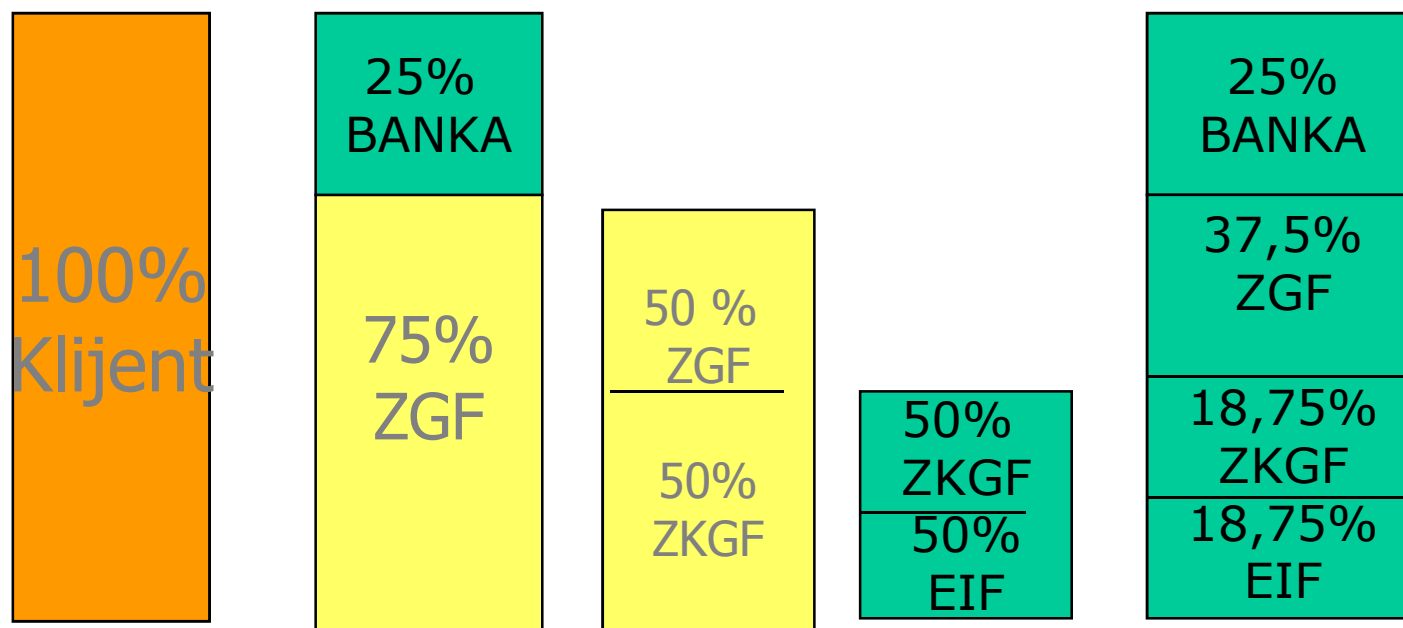 100%
Klijent
25%
BANKA
75%
ZGF
50 %
ZGF
50%
ZKGF
50%
ZKGF
50%
EIF
25%
BANKA
37,5%
ZGF
18,75%
ZKGF
18,75%
EIF